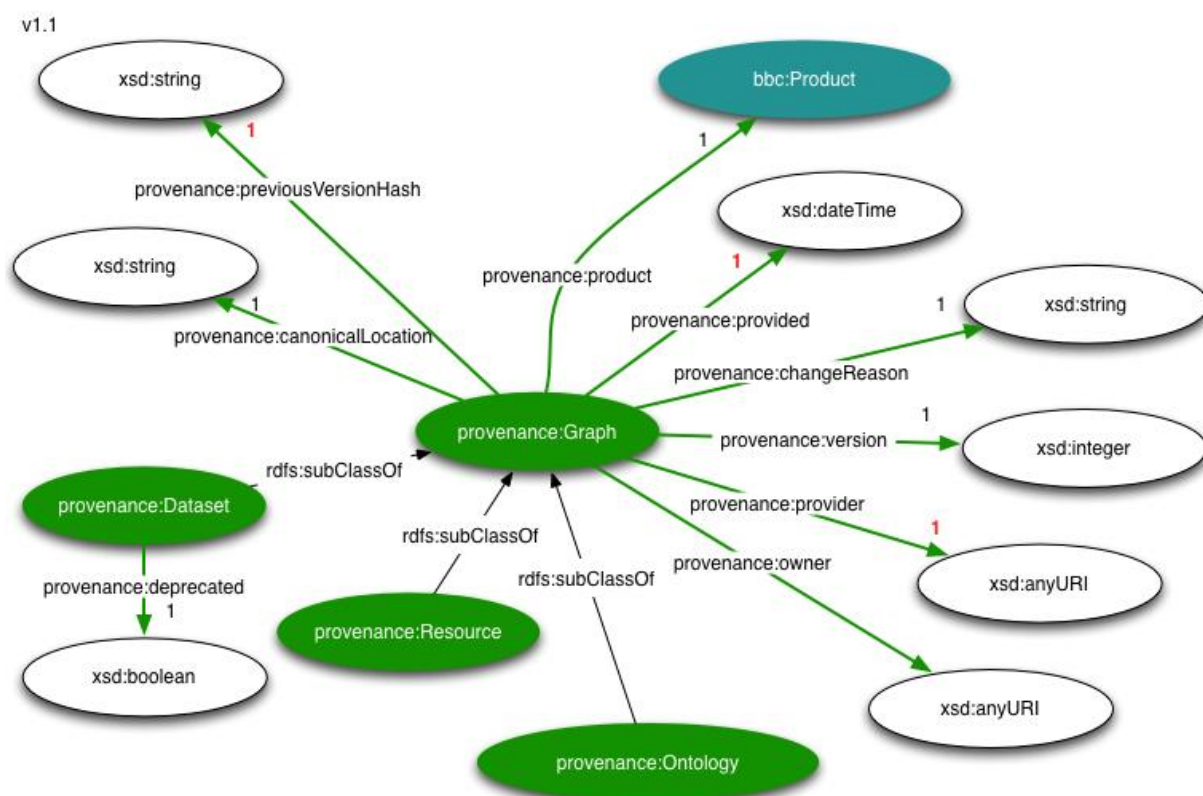 v1.1
xsd:string
bbc:Product
1
1
provenance:previousVersionHash
xsd:dateTime
xsd:string
1
provenance:product
1
xsd:string
1
provenance:provided
provenance:canonicalLocation
provenance:changeReason
1
provenance:Graph
provenance:version
xsd:integer
rdfs:subClassOf
provenance:Dataset
provenance:provider
1
rdfs:subClassOf
provenance:owner
rdfs:subClassOf
xsd:anyURI
provenance:deprecated
1
provenance:Resource
xsd:boolean
xsd:anyURI
provenance:Ontology